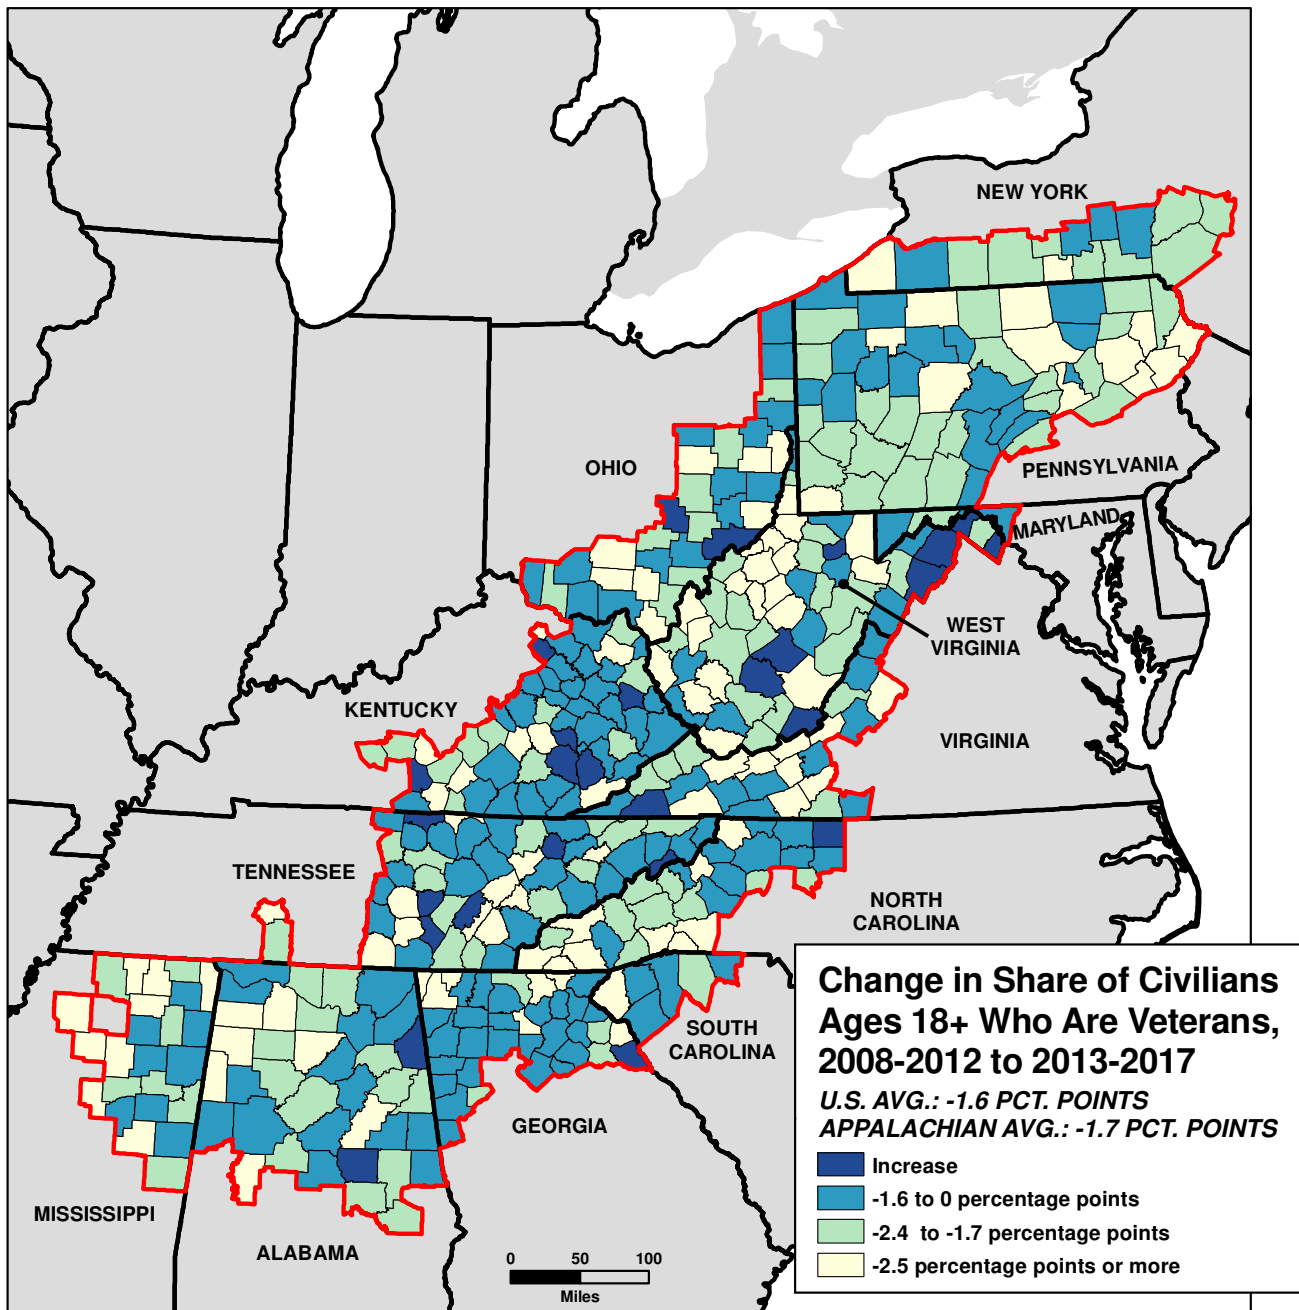 NEW YORK
OHIO
PENNSYLVANIA
MARYLAND
WEST
VIRGINIA
KENTUCKY
VIRGINIA
TENNESSEE
NORTH
CAROLINA
SOUTH
CAROLINA
GEORGIA
MISSISSIPPI
ALABAMA
0 50 100
Miles
Change in Share of Civilians
Ages 18+ Who Are Veterans,
2008-2012 to 2013-2017
U.S. AVG.: -1.6 PCT. POINTS
APPALACHIAN AVG.: -1.7 PCT. POINTS
Increase
-1.6 to 0 percentage points
-2.4 to -1.7 percentage points
-2.5 percentage points or more